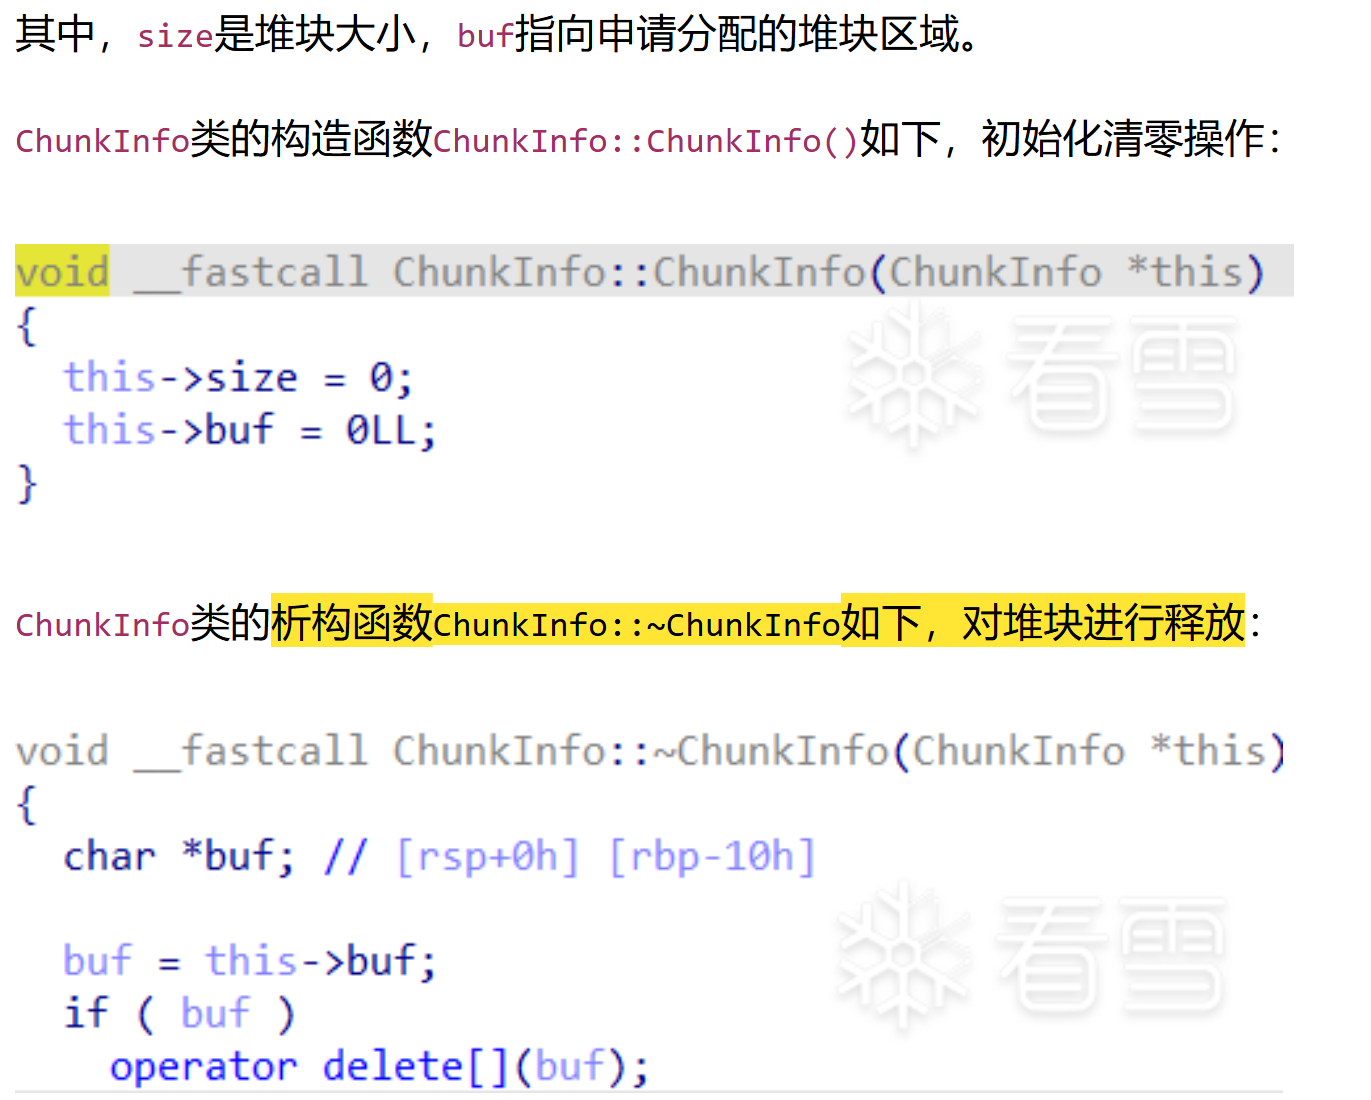 其中，size是堆块大小，buf指向申请分配的堆块区域。
ChunkInfo类的构造函数ChunkInfo::ChunkInfo()如下，初始化清零操作：
void __fastcall ChunkInfo::ChunkInfo(ChunkInfo *this)
{
this->size = 0;
看雪
this->buf = 0LL;
}
ChunkInfo类的析构函数ChunkInfo::~ChunkInfo如下，对堆块进行释放：
void __fastcall ChunkInfo::~ChunkInfo(ChunkInfo *this)
{
char *buf; // [rsp+0h] [rbp-10h]
看雪
buf = this->buf;
if ( buf )
operator delete[](buf);